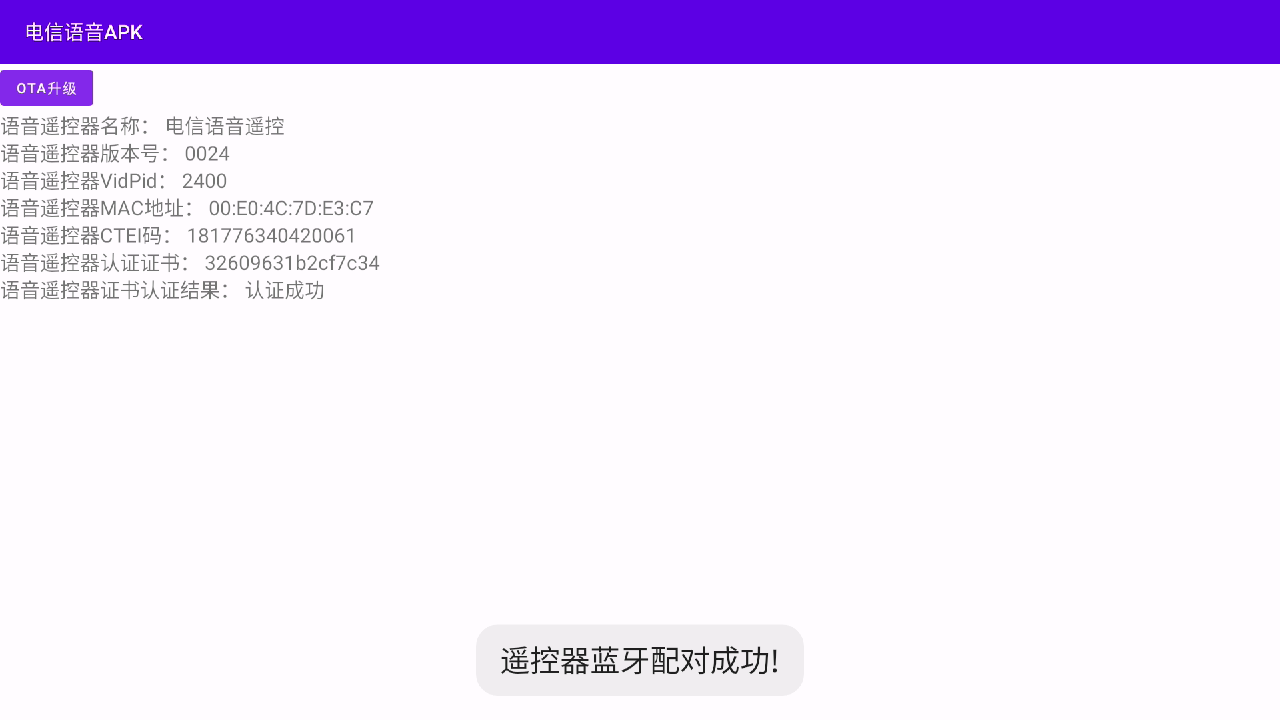 电信语音APK
OTA升级
语音遥控器名称： 电信语音遥控
语音遥控器版本号： 0024
语音遥控器VidPid： 2400
语音遥控器MAC地址： 00:E0:4C:7D:E3:C7
语音遥控器CTEI码： 181776340420061
语音遥控器认证证书： 32609631b2cf7c34
语音遥控器证书认证结果： 认证成功
遥控器蓝牙配对成功!